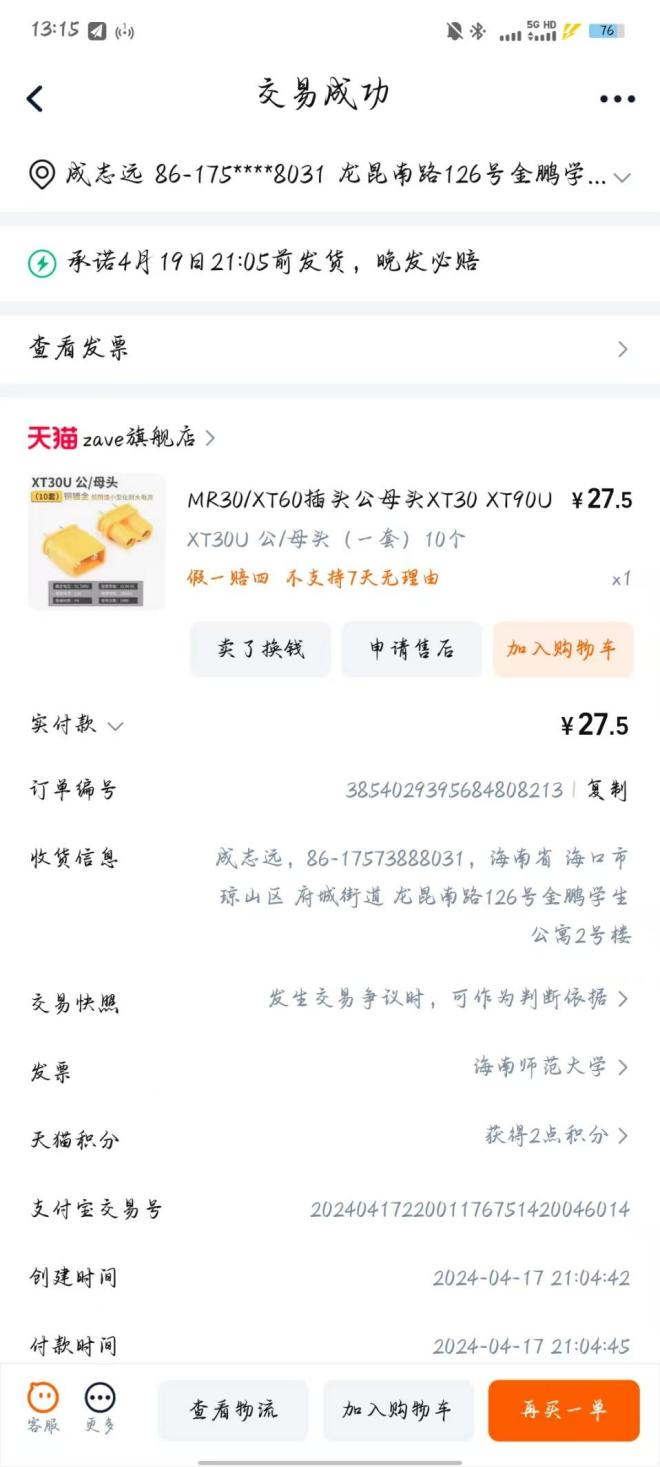 13:15
5G HD
76
交易成功
成志远 86-175****8031 龙昆南路126号金鹏学...
承诺4月19日21:05前发货，晚发必赔
查看发票
天猫 zave旗舰店
XT30U 公/母头
(10套) 铜镀金
MR30/XT60插头公母头XT30 XT90U ¥27.5
XT30U 公/母头（一套）10个
假一赔四 不支持7天无理由 x1
卖了换钱 申请售后 加入购物车
实付款 ¥27.5
订单编号 3854029395684808213 | 复制
收货信息 成志远，86-17573888031，海南省 海口市
琼山区 府城街道 龙昆南路126号金鹏学生
公寓2号楼
交易快照 发生交易争议时，可作为判断依据
发票 海南师范大学
天猫积分 获得2点积分
支付宝交易号 2024041722001176751420046014
创建时间 2024-04-17 21:04:42
付款时间 2024-04-17 21:04:45
客服 更多 查看物流 加入购物车 再买一单